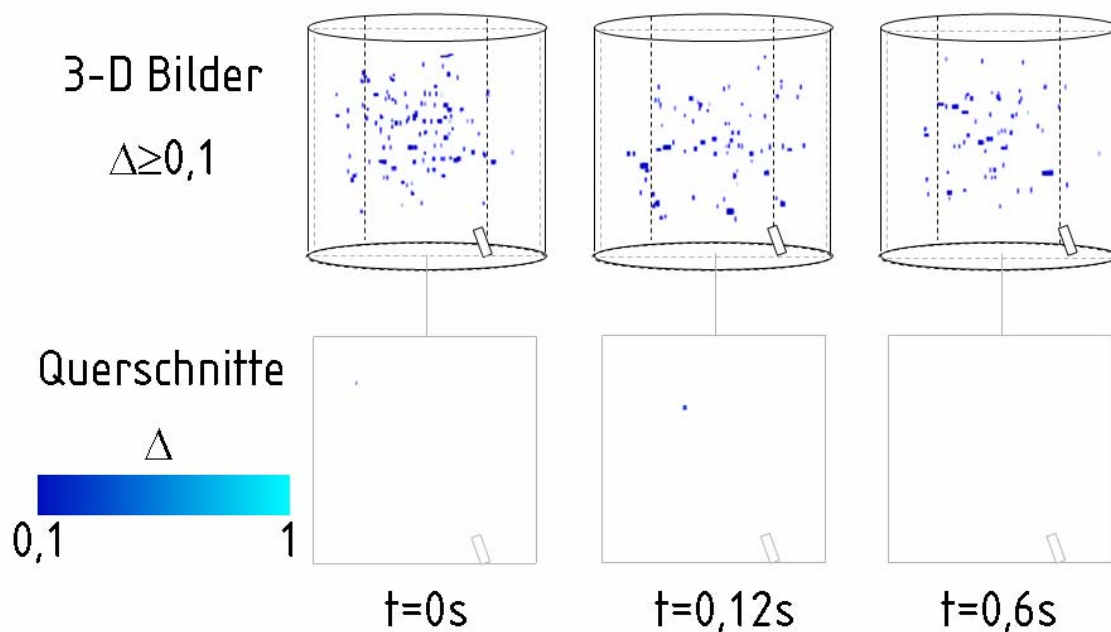 3-D Bilder
Δ≥0,1
Querschnitte
Δ
0,1 1
t=0s t=0,12s t=0,6s